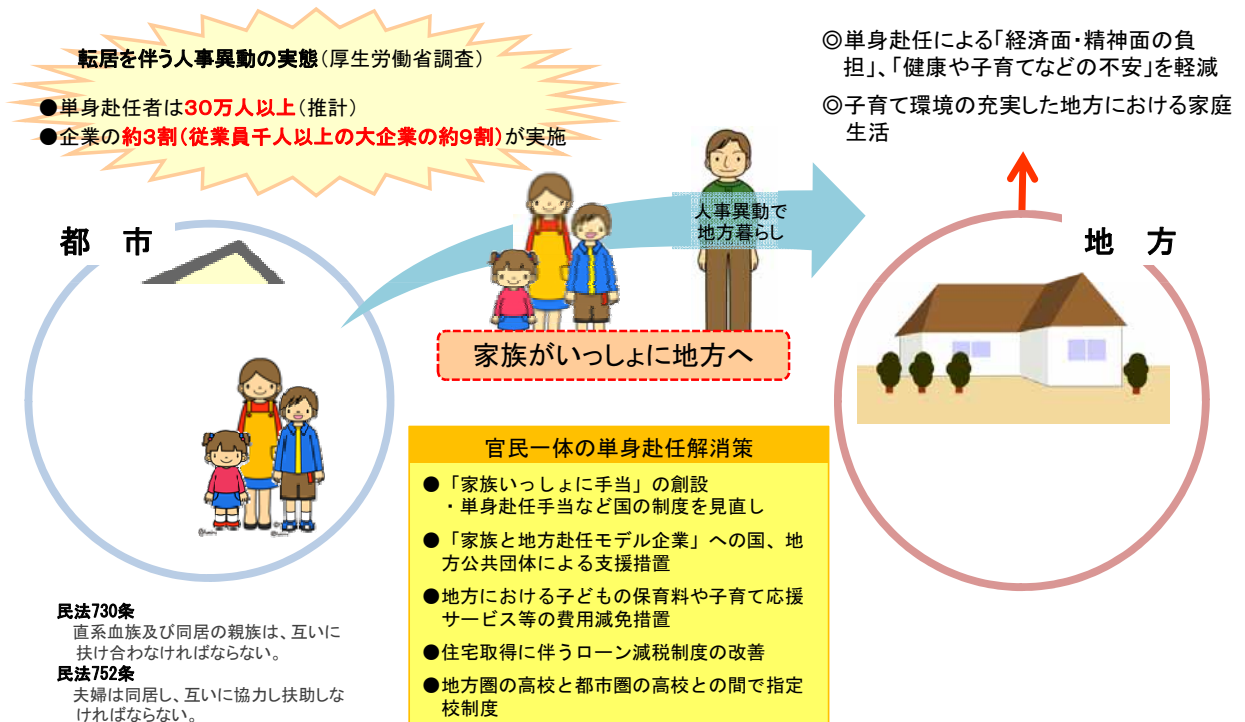 転居を伴う人事異動の実態(厚生労働省調査)
●単身赴任者は30万人以上(推計)
●企業の約3割(従業員千人以上の大企業の約9割)が実施
◎単身赴任による「経済面・精神面の負
担」、「健康や子育てなどの不安」を軽減
◎子育て環境の充実した地方における家庭
生活
人事異動で
地方暮らし
都 市
地 方
家族がいっしょに地方へ
官民一体の単身赴任解消策
●「家族いっしょに手当」の創設
・単身赴任手当など国の制度を見直し
●「家族と地方赴任モデル企業」への国、地
方公共団体による支援措置
●地方における子どもの保育料や子育て応援
サービス等の費用減免措置
●住宅取得に伴うローン減税制度の改善
●地方圏の高校と都市圏の高校との間で指定
校制度
民法730条
直系血族及び同居の親族は、互いに
扶け合わなければならない。
民法752条
夫婦は同居し、互いに協力し扶助しな
ければならない。